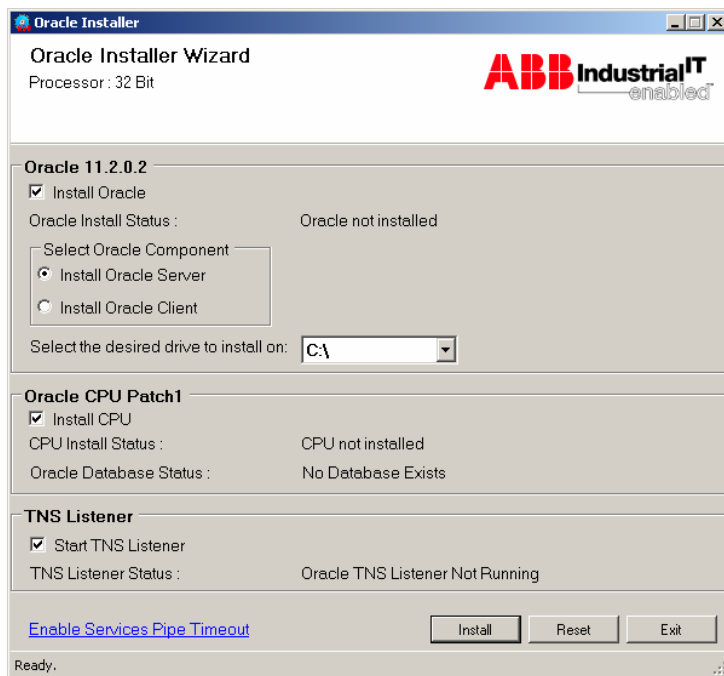 Oracle Installer
Oracle Installer Wizard
Processor : 32 Bit
ABB Industrial IT
enabled™
Oracle 11.2.0.2
Install Oracle
Oracle Install Status : Oracle not installed
Select Oracle Component
Install Oracle Server
Install Oracle Client
Select the desired drive to install on: C:\
Oracle CPU Patch1
Install CPU
CPU Install Status : CPU not installed
Oracle Database Status : No Database Exists
TNS Listener
Start TNS Listener
TNS Listener Status : Oracle TNS Listener Not Running
Enable Services Pipe Timeout Install Reset Exit
Ready.